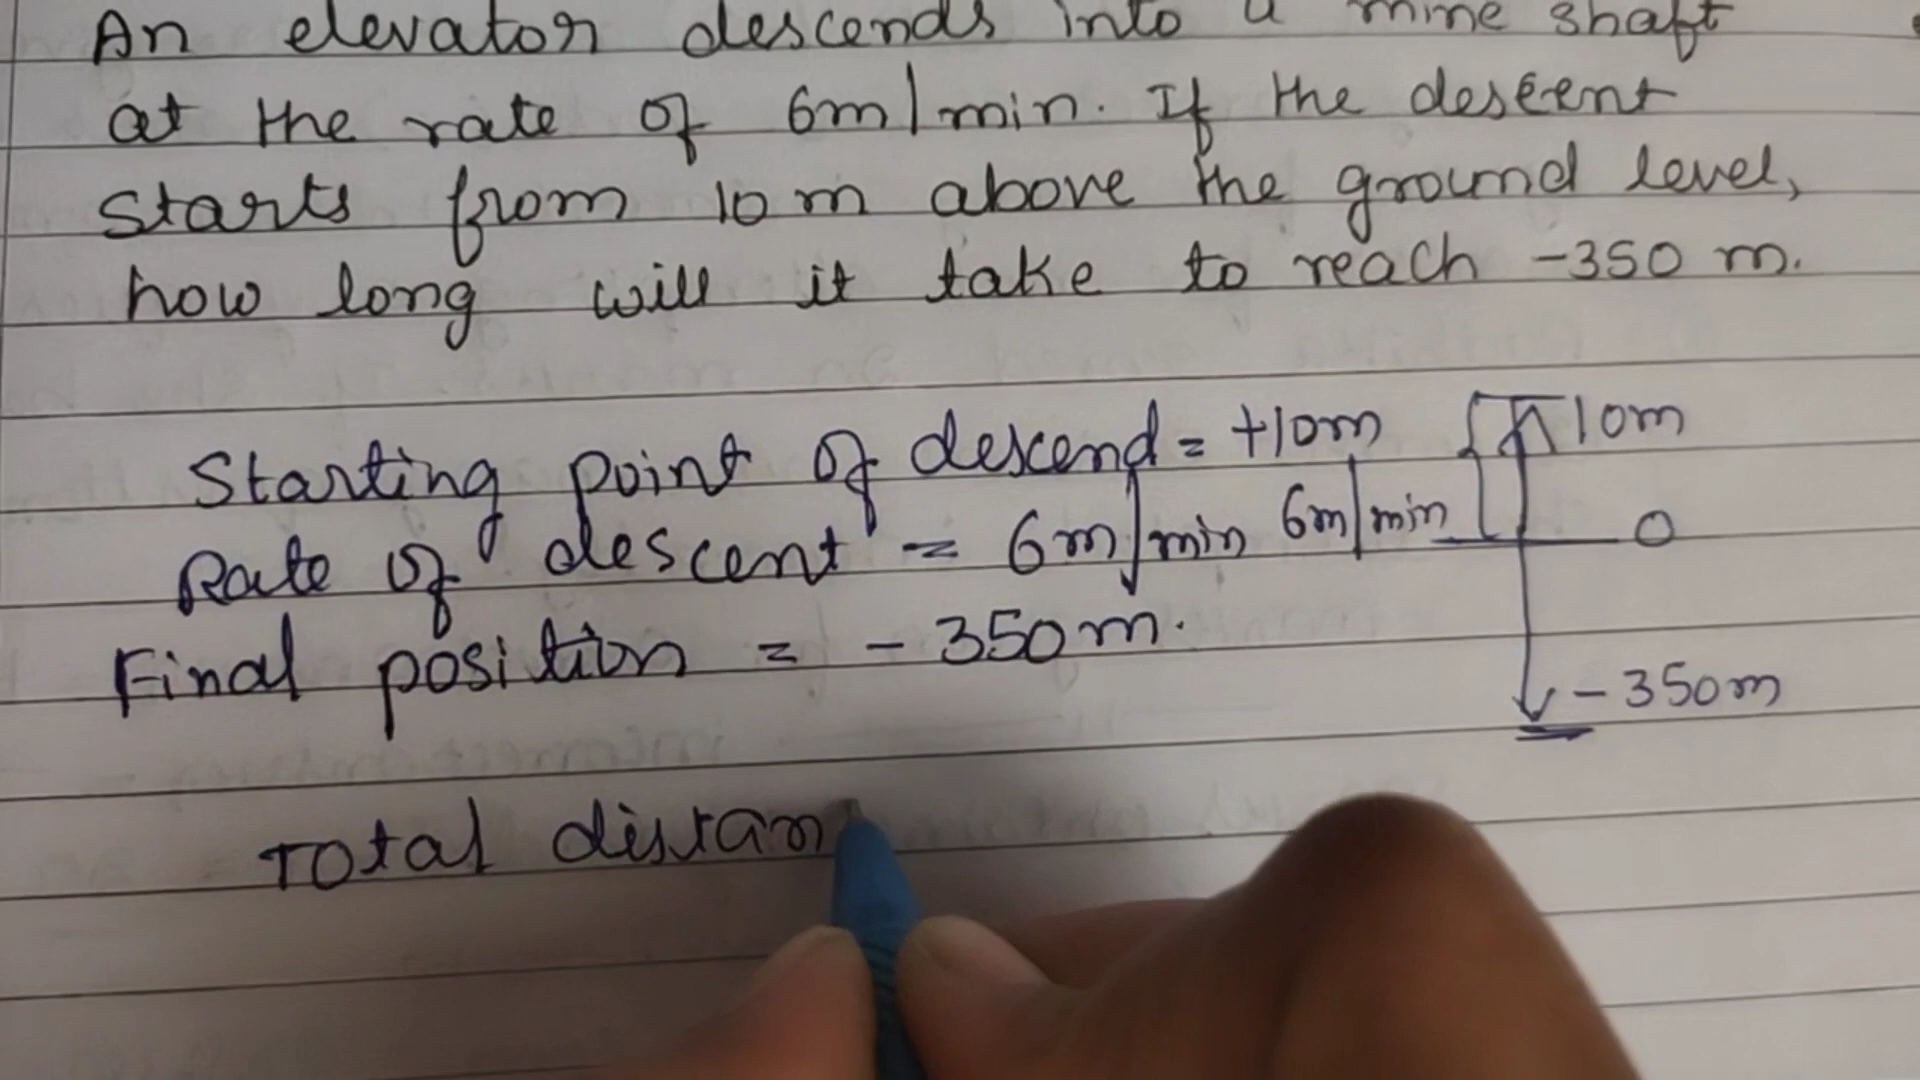 An elevator descends into a mine shaft
at the rate of 6m/min. If the descent
starts from 10 m above the ground level,
how long will it take to reach -350 m.
Starting point of descend = +10m
10m
Rate of descent = 6m/min
6m/min
0
Final position = - 350m.
- 350m
Total distan